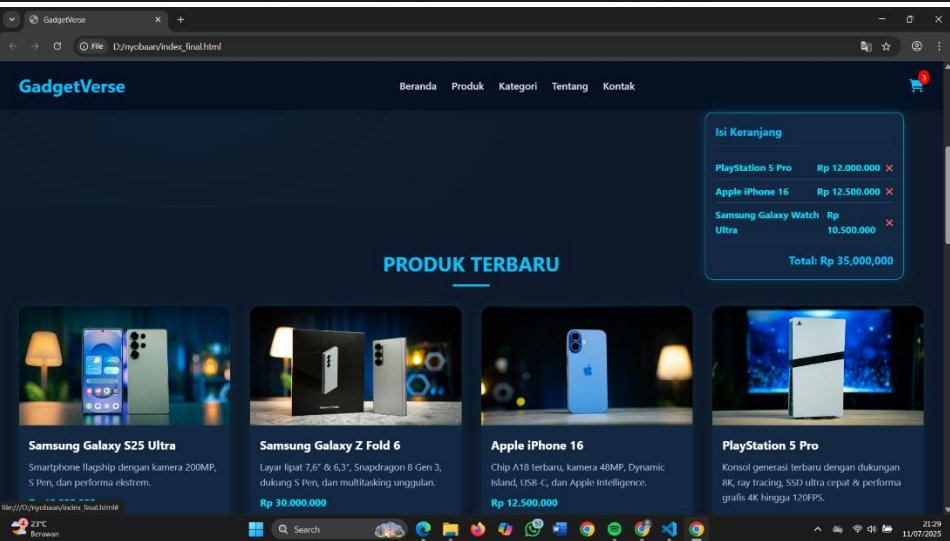 GadgetVerse
File D:/nyobaan/index_final.html
GadgetVerse
Beranda Produk Kategori Tentang Kontak
3
Isi Keranjang
PlayStation 5 Pro Rp 12.000.000 ✕
Apple iPhone 16 Rp 12.500.000 ✕
Samsung Galaxy Watch Rp
Ultra 10.500.000 ✕
Total: Rp 35,000,000
PRODUK TERBARU
Samsung Galaxy S25 Ultra
Smartphone flagship dengan kamera 200MP,
S Pen, dan performa ekstrem.
Samsung Galaxy Z Fold 6
Layar lipat 7,6” & 6,3”, Snapdragon 8 Gen 3,
dukung S Pen, dan multitasking unggulan.
Rp 30.000.000
Apple iPhone 16
Chip A18 terbaru, kamera 48MP, Dynamic
Island, USB-C, dan Apple Intelligence.
Rp 12.500.000
PlayStation 5 Pro
Konsol generasi terbaru dengan dukungan
8K, ray tracing, SSD ultra cepat & performa
grafis 4K hingga 120FPS.
file:///D:/nyobaan/index_final.html#
23°C
Berawan
Search
21:29
11/07/2025